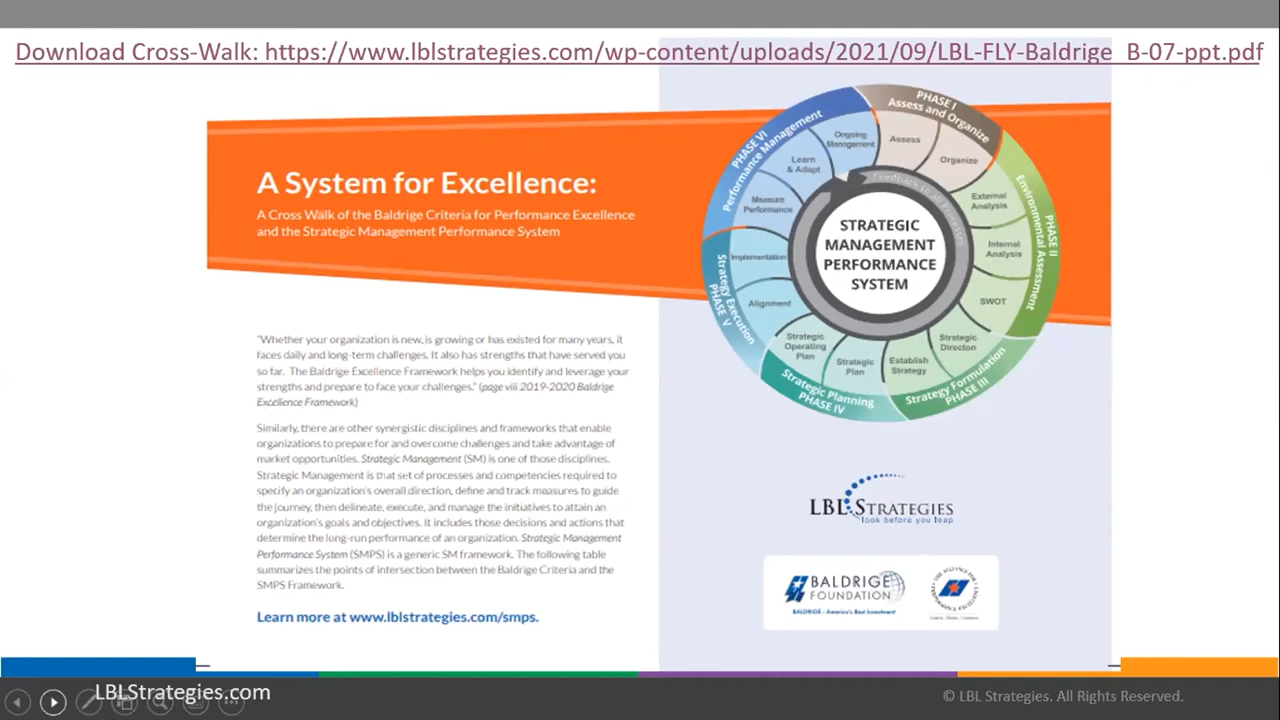 Download Cross-Walk: https://www.lblstrategies.com/wp-content/uploads/2021/09/LBL-FLY-Baldrige_B-07-ppt.pdf
A System for Excellence:
A Cross Walk of the Baldrige Criteria for Performance Excellence
and the Strategic Management Performance System
"Whether your organization is new, is growing or has existed for many years, it
faces daily and long-term challenges. It also has strengths that have served you
so far. The Baldrige Excellence Framework helps you identify and leverage your
strengths and prepare to face your challenges." (page viii 2019-2020 Baldrige
Excellence Framework)
Similarly, there are other synergistic disciplines and frameworks that enable
organizations to prepare for and overcome challenges and take advantage of
market opportunities. Strategic Management (SM) is one of those disciplines.
Strategic Management is that set of processes and competencies required to
specify an organization's overall direction, define and track measures to guide
the journey, then delineate, execute, and manage the initiatives to attain an
organization's goals and objectives. It includes those decisions and actions that
determine the long-run performance of an organization. Strategic Management
Performance System (SMPS) is a generic SM framework. The following table
summarizes the points of intersection between the Baldrige Criteria and the
SMPS Framework.
Learn more at www.lblstrategies.com/smps.
PHASE I
Assess and Organize
Assess
Organize
PHASE II
Environmental Assessment
External
Analysis
Internal
Analysis
SWOT
Strategy Formulation
PHASE III
Strategic
Directon
Establish
Strategy
Strategic Planning
PHASE IV
Strategic
Plan
Strategic
Operating
Plan
Strategy Execution
PHASE V
Alignment
Implementation
PHASE VI
Performance Management
Measure
Performance
Learn
& Adapt
Ongoing
Management
Feedback to all Processes
STRATEGIC
MANAGEMENT
PERFORMANCE
SYSTEM
LBL STRATEGIES
look before you leap
BALDRIGE
FOUNDATION
BALDRIGE - America's Best Investment
LBLStrategies.com
© LBL Strategies. All Rights Reserved.